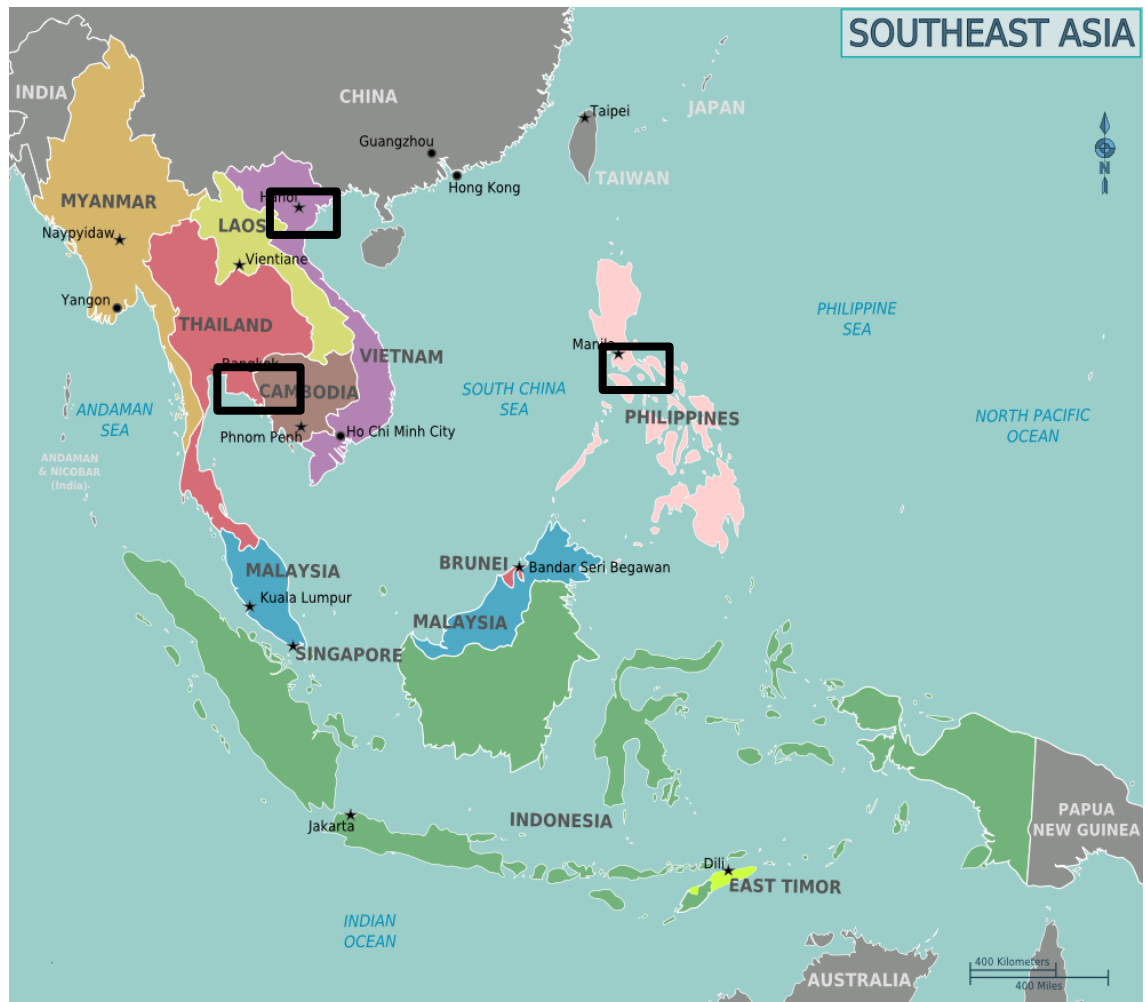 SOUTHEAST ASIA
INDIA
CHINA
JAPAN
Taipei
Guangzhou
Hong Kong
TAIWAN
N
MYANMAR
Hanoi
LAOS
Naypyidaw
Vientiane
Yangon
THAILAND
PHILIPPINE
SEA
Manila
VIETNAM
Bangkok
CAMBODIA
SOUTH CHINA
SEA
ANDAMAN
SEA
PHILIPPINES
NORTH PACIFIC
OCEAN
Phnom Penh
Ho Chi Minh City
ANDAMAN
& NICOBAR
(India)
BRUNEI
Bandar Seri Begawan
MALAYSIA
Kuala Lumpur
MALAYSIA
SINGAPORE
INDONESIA
Jakarta
PAPUA
NEW GUINEA
Dili
EAST TIMOR
INDIAN
OCEAN
AUSTRALIA
400 Kilometers
400 Miles